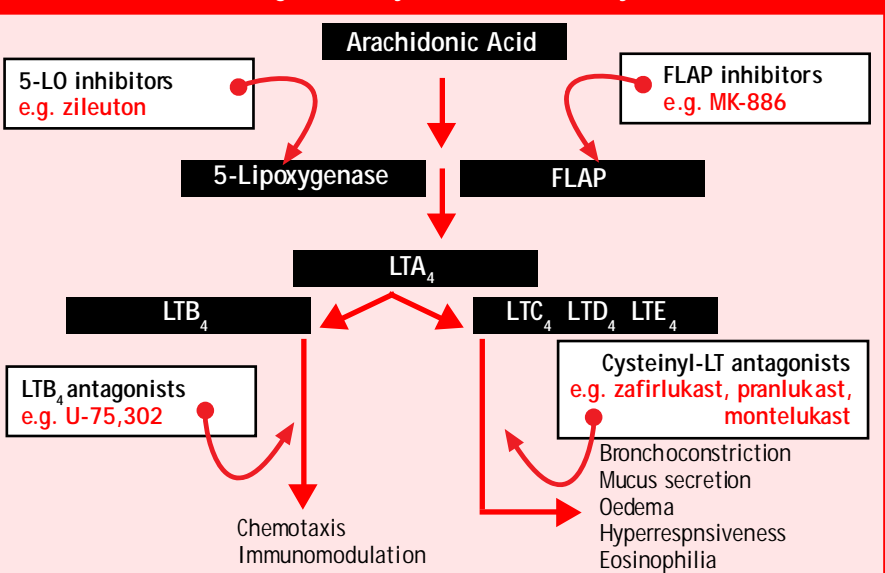 Arachidonic Acid
5-LO inhibitors
e.g. zileuton
FLAP inhibitors
e.g. MK-886
5-Lipoxygenase
FLAP
LTA₄
LTB₄
LTC₄ LTD₄ LTE₄
LTB₄ antagonists
e.g. U-75,302
Cysteinyl-LT antagonists
e.g. zafirlukast, pranlukast,
montelukast
Chemotaxis
Immunomodulation
Bronchoconstriction
Mucus secretion
Oedema
Hyperrespnsiveness
Eosinophilia